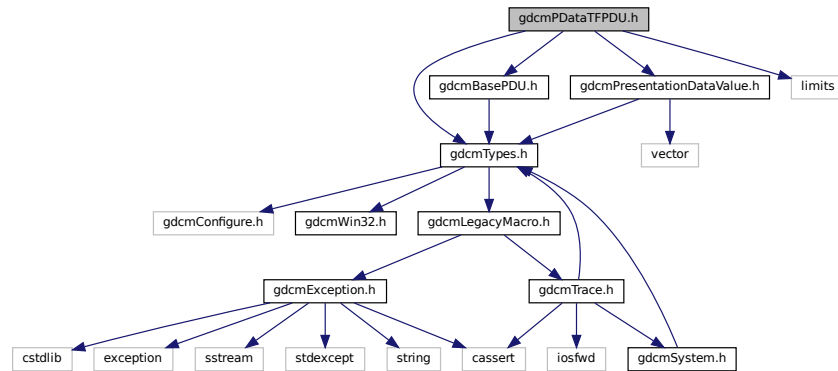 gdcmPDataTFPDU.h
gdcmBasePDU.h
gdcmPresentationDataValue.h
limits
gdcmTypes.h
vector
gdcmConfigure.h
gdcmWin32.h
gdcmLegacyMacro.h
gdcmException.h
gdcmTrace.h
cstdlib
exception
sstream
stdexcept
string
cassert
iosfwd
gdcmSystem.h